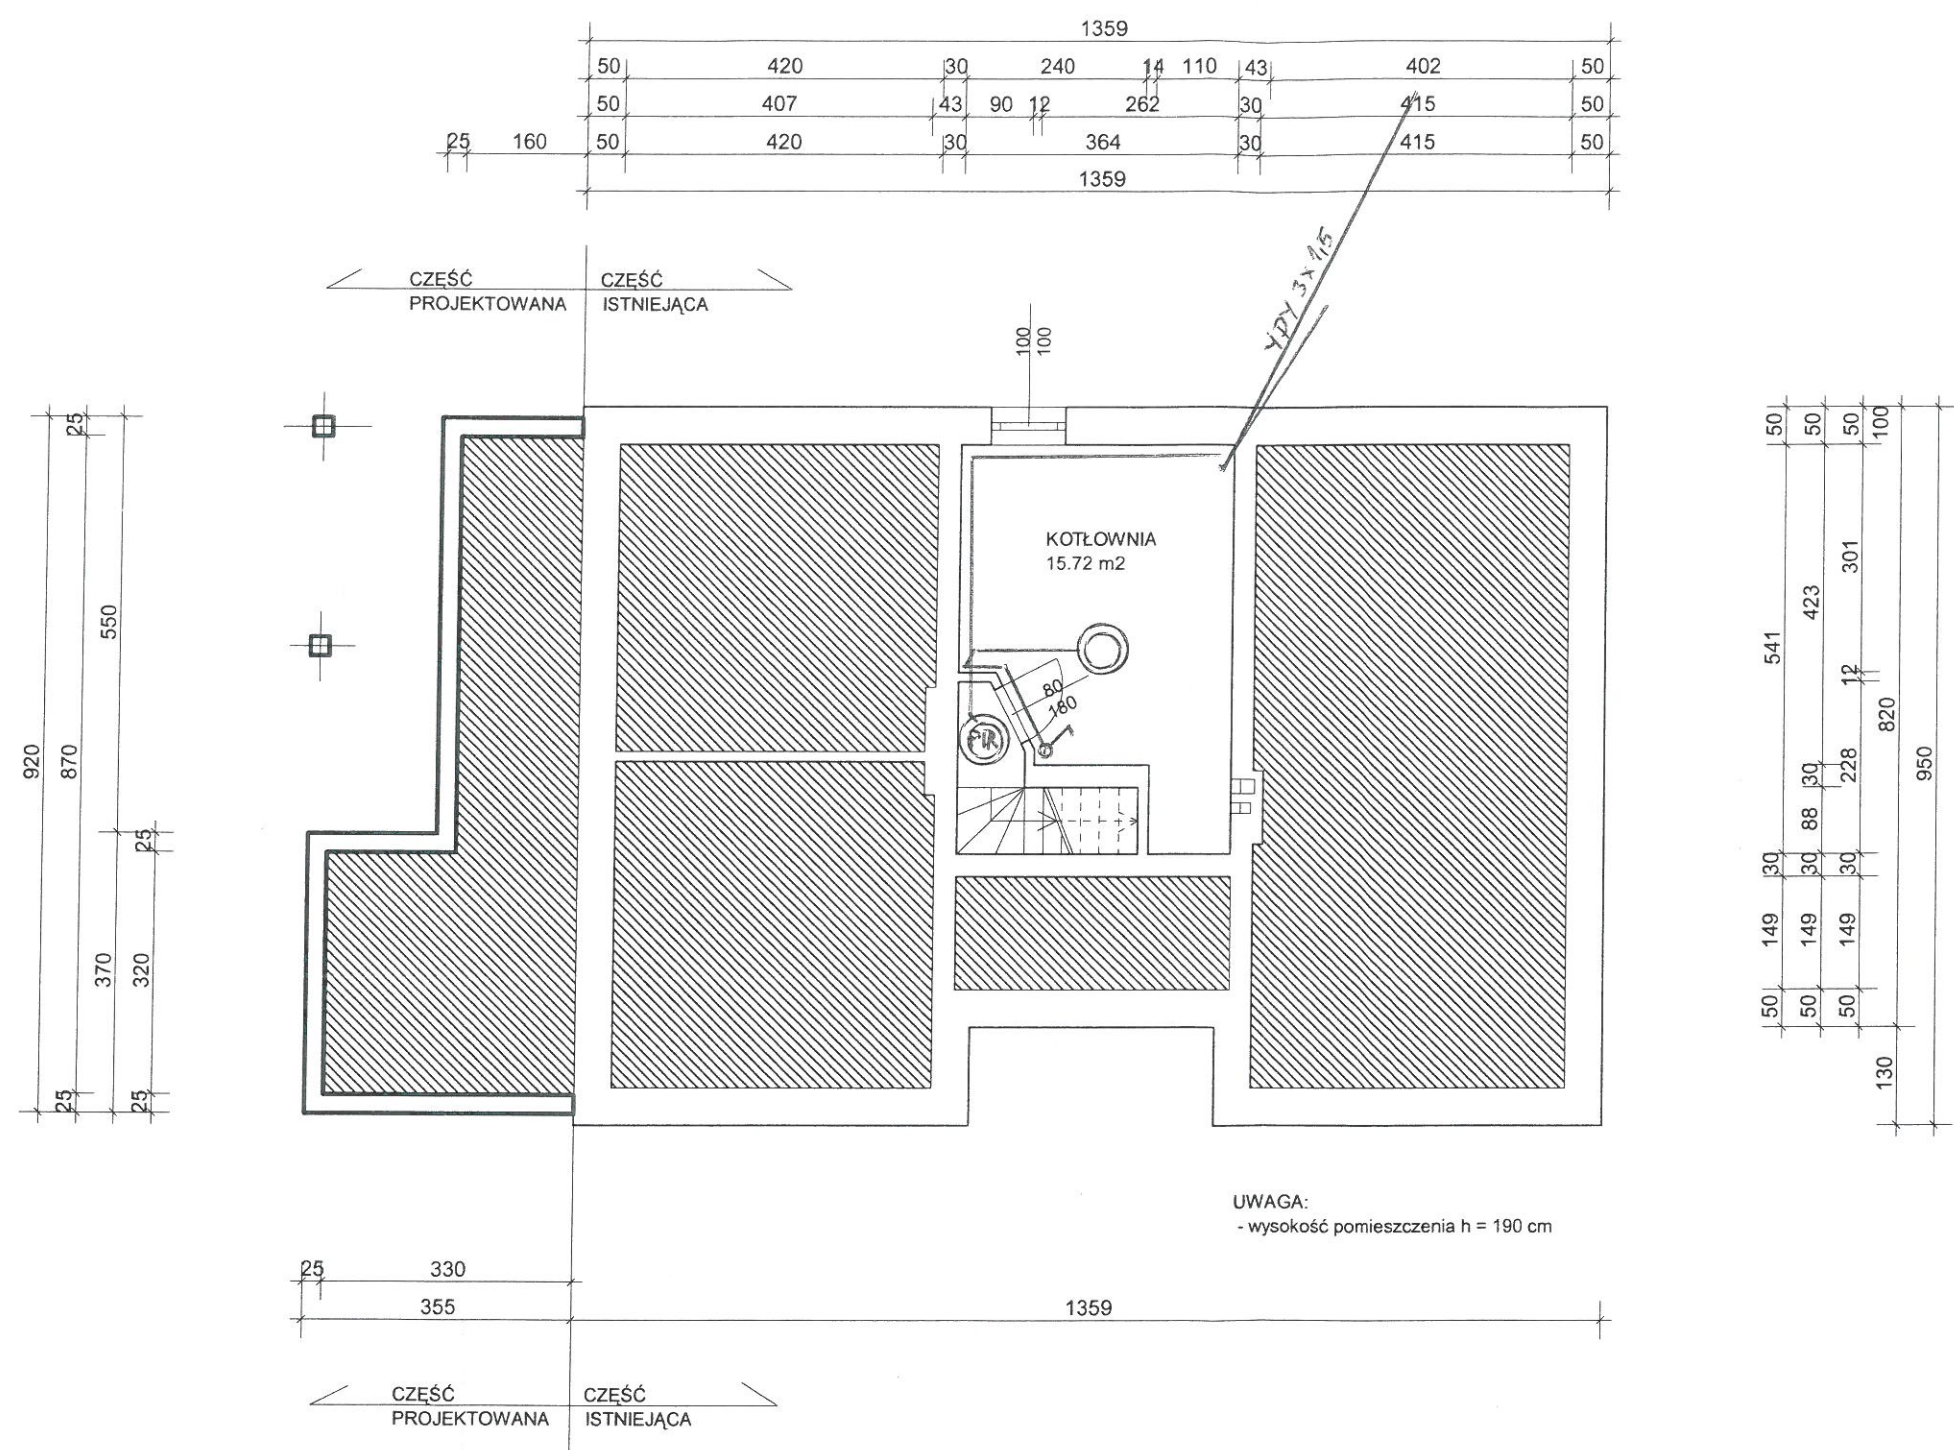 1359
50 420 30 240 14 110 43 402 50
50 407 43 90 12 262 30 415 50
25 160 50 420 30 364 30 415 50
1359
CZĘŚĆ CZĘŚĆ
PROJEKTOWANA ISTNIEJĄCA
YDY 3x1,5
100
100
KOTŁOWNIA
15.72 m2
80
180
920
25 870 25
550 370
25 320 25
50 541 30 149 50
50 423 30 88 30 149 50
50 301 12 228 30 149 50
100 820 130
950
UWAGA:
- wysokość pomieszczenia h = 190 cm
25 330
355 1359
CZĘŚĆ CZĘŚĆ
PROJEKTOWANA ISTNIEJĄCA